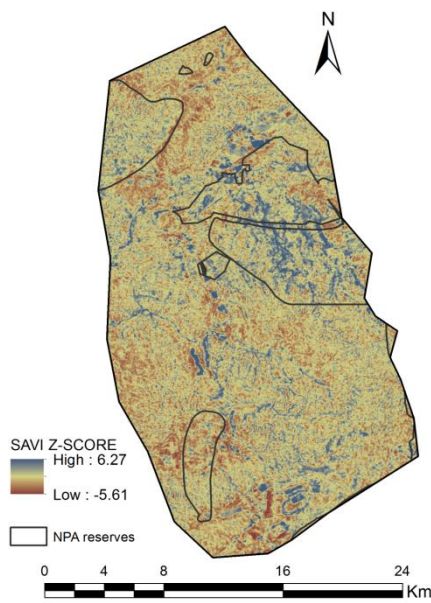 N
SAVI Z-SCORE
High : 6.27
Low : -5.61
NPA reserves
0 4 8 16 24
Km